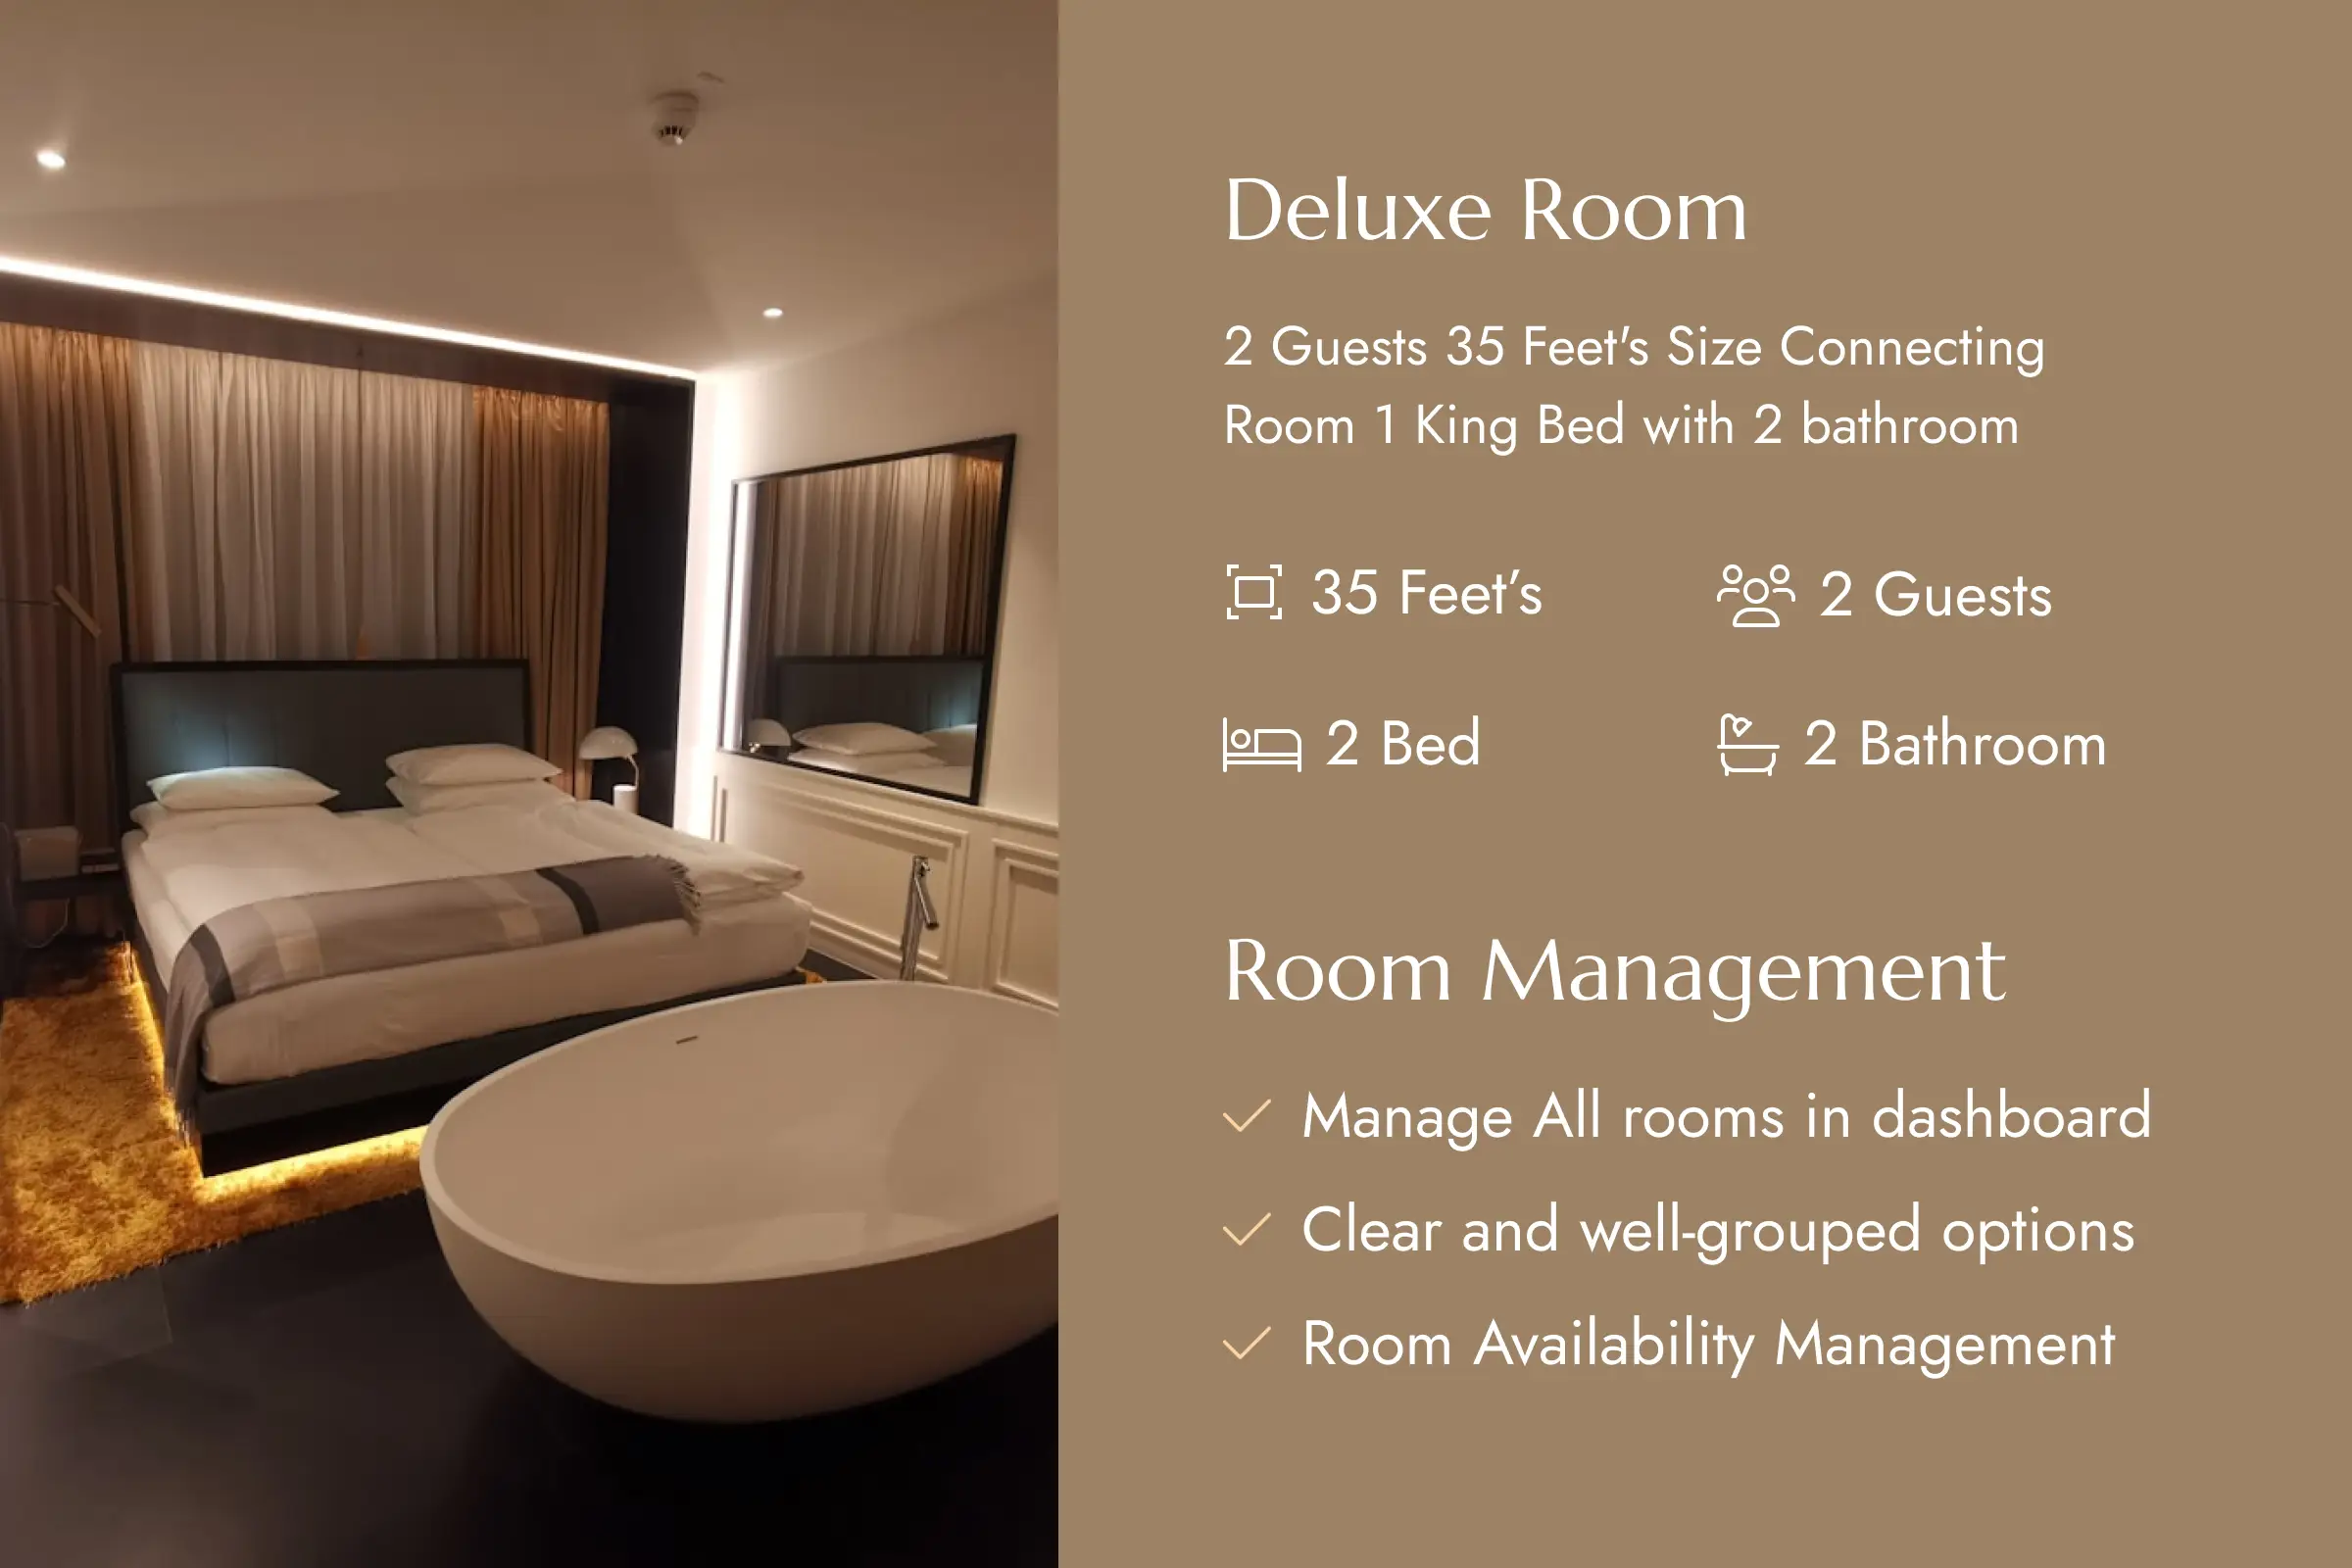 Deluxe Room
2 Guests 35 Feet's Size Connecting
Room 1 King Bed with 2 bathroom
35 Feet’s
2 Guests
2 Bed
2 Bathroom
Room Management
Manage All rooms in dashboard
Clear and well-grouped options
Room Availability Management